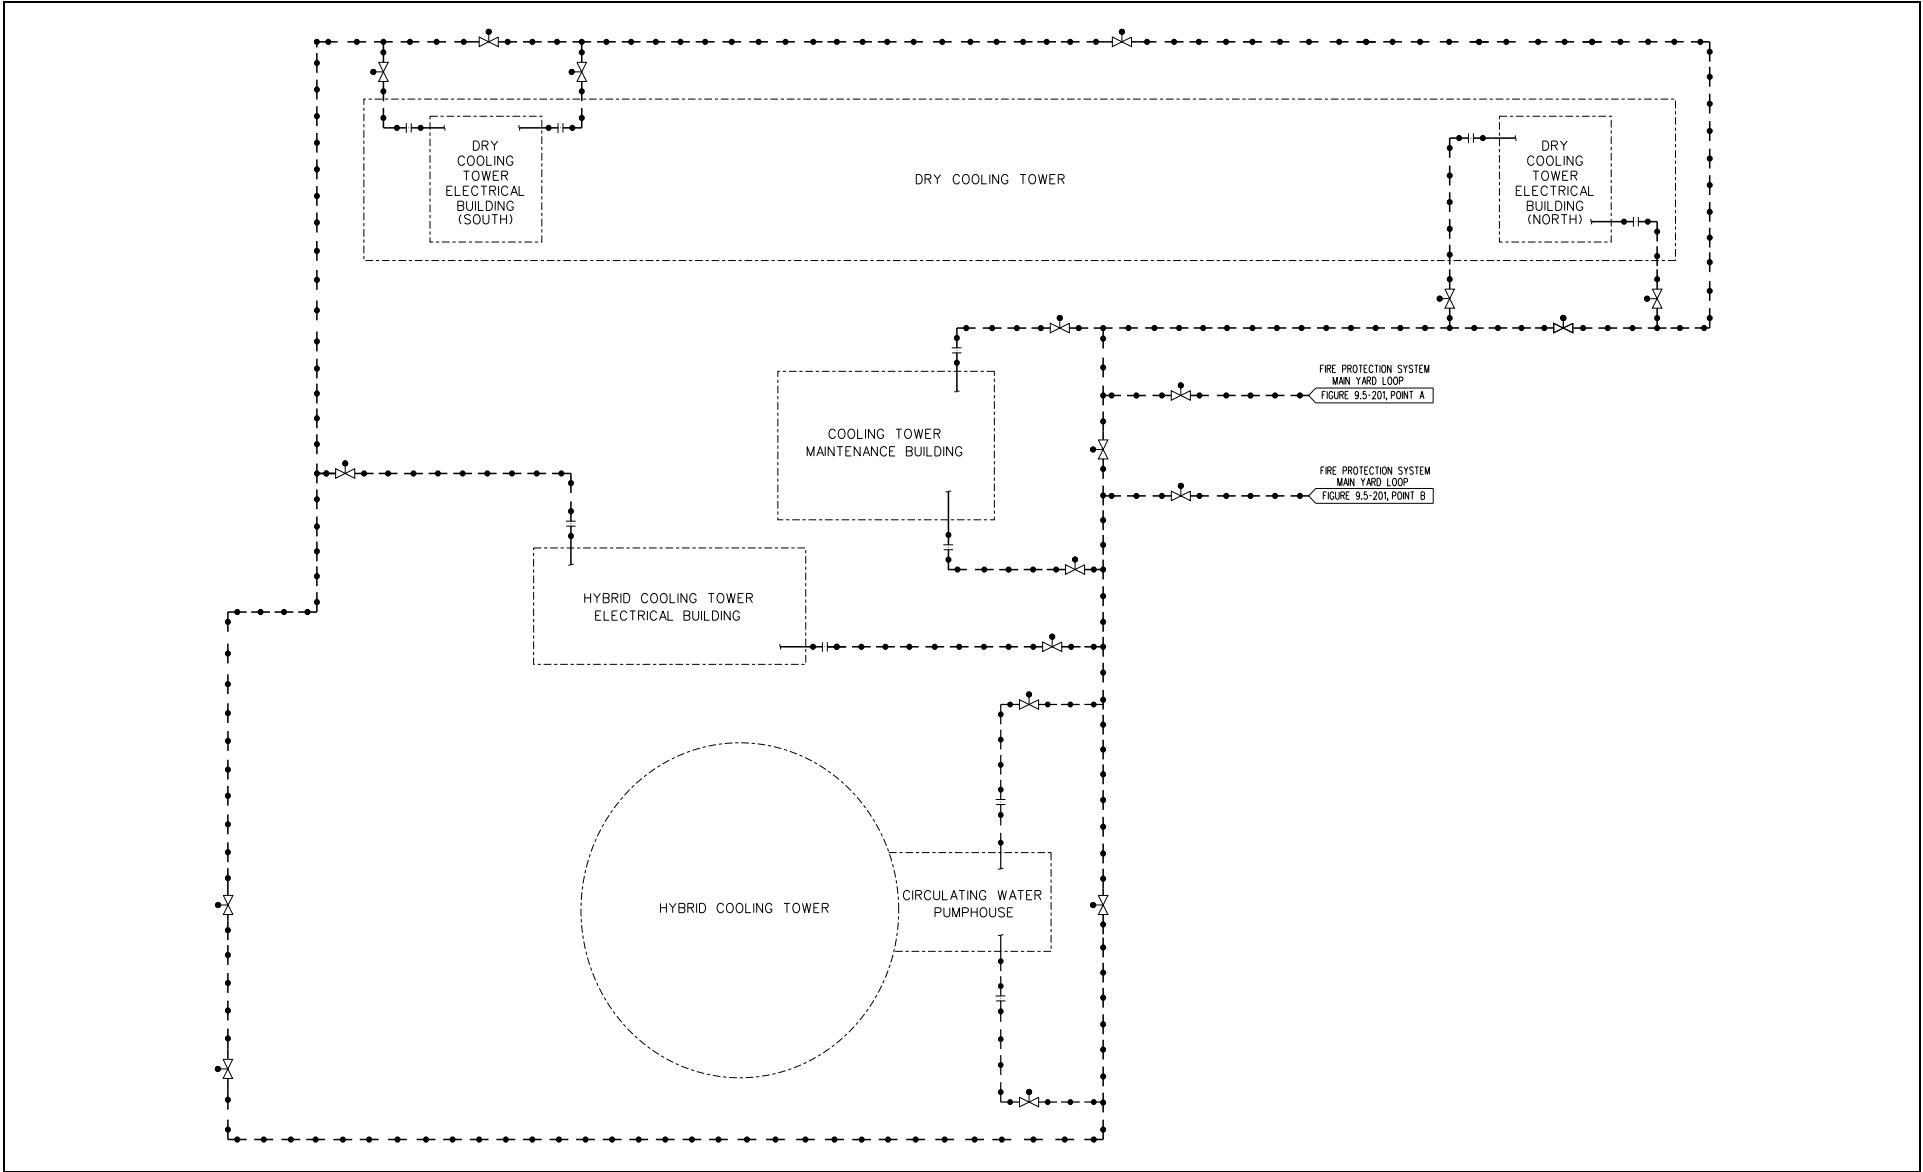 DRY
COOLING
TOWER
ELECTRICAL
BUILDING
(SOUTH)
DRY COOLING TOWER
DRY
COOLING
TOWER
ELECTRICAL
BUILDING
(NORTH)
FIRE PROTECTION SYSTEM
MAIN YARD LOOP
FIGURE 9.5-201, POINT A
COOLING TOWER
MAINTENANCE BUILDING
FIRE PROTECTION SYSTEM
MAIN YARD LOOP
FIGURE 9.5-201, POINT B
HYBRID COOLING TOWER
ELECTRICAL BUILDING
HYBRID COOLING TOWER
CIRCULATING WATER
PUMPHOUSE